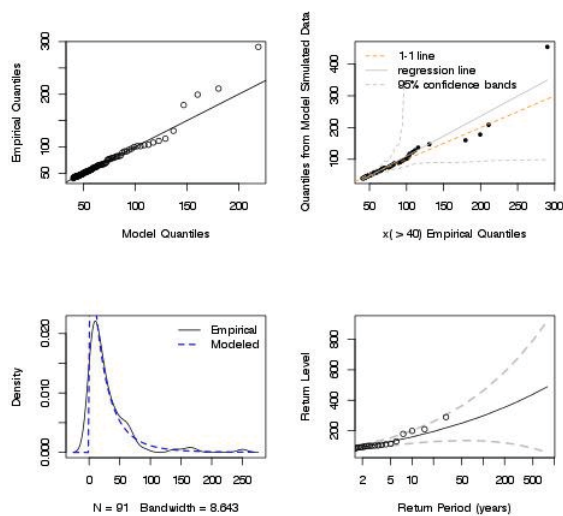 Empirical Quantiles
50 100 200 300
50 100 150 200
Model Quantiles
Quantiles from Model Simulated Data
100 200 300 400
1-1 line
regression line
95% confidence bands
50 100 150 200 250 300
x( > 40) Empirical Quantiles
Density
0.000 0.010 0.020
Empirical
Modeled
0 50 100 150 200 250
N = 91 Bandwidth = 8.643
Return Level
200 400 600 800
2 5 10 50 200 500
Return Period (years)